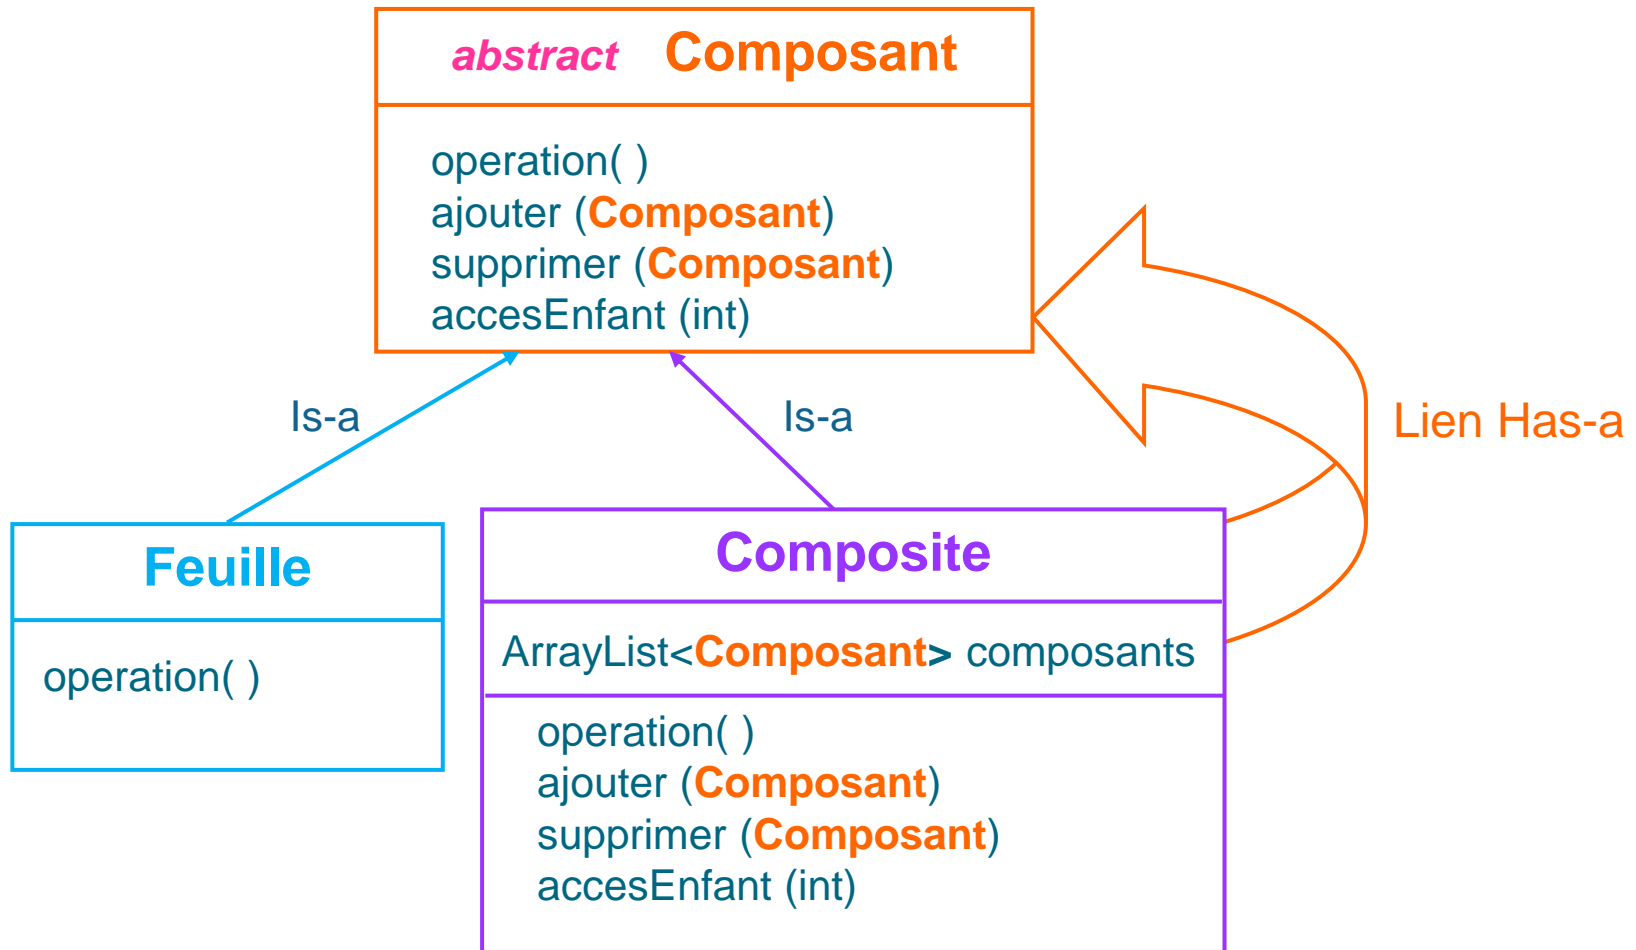 abstract Composant
operation( )
ajouter (Composant)
supprimer (Composant)
accesEnfant (int)
Is-a
Is-a
Lien Has-a
Feuille
operation( )
Composite
ArrayList<Composant> composants
operation( )
ajouter (Composant)
supprimer (Composant)
accesEnfant (int)